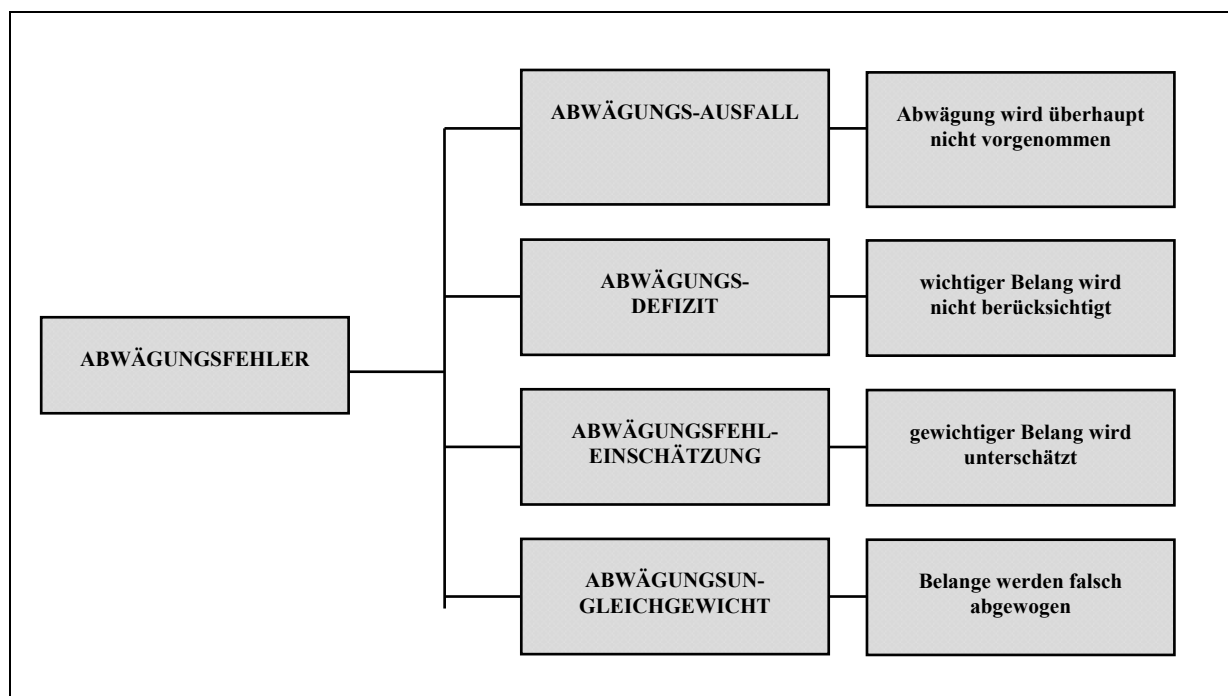 ABWÄGUNGS-AUSFALL
Abwägung wird überhaupt
nicht vorgenommen
ABWÄGUNGS-
DEFIZIT
wichtiger Belang wird
nicht berücksichtigt
ABWÄGUNGSFEHLER
ABWÄGUNGSFEHL-
EINSCHÄTZUNG
gewichtiger Belang wird
unterschätzt
ABWÄGUNGSUN-
GLEICHGEWICHT
Belange werden falsch
abgewogen